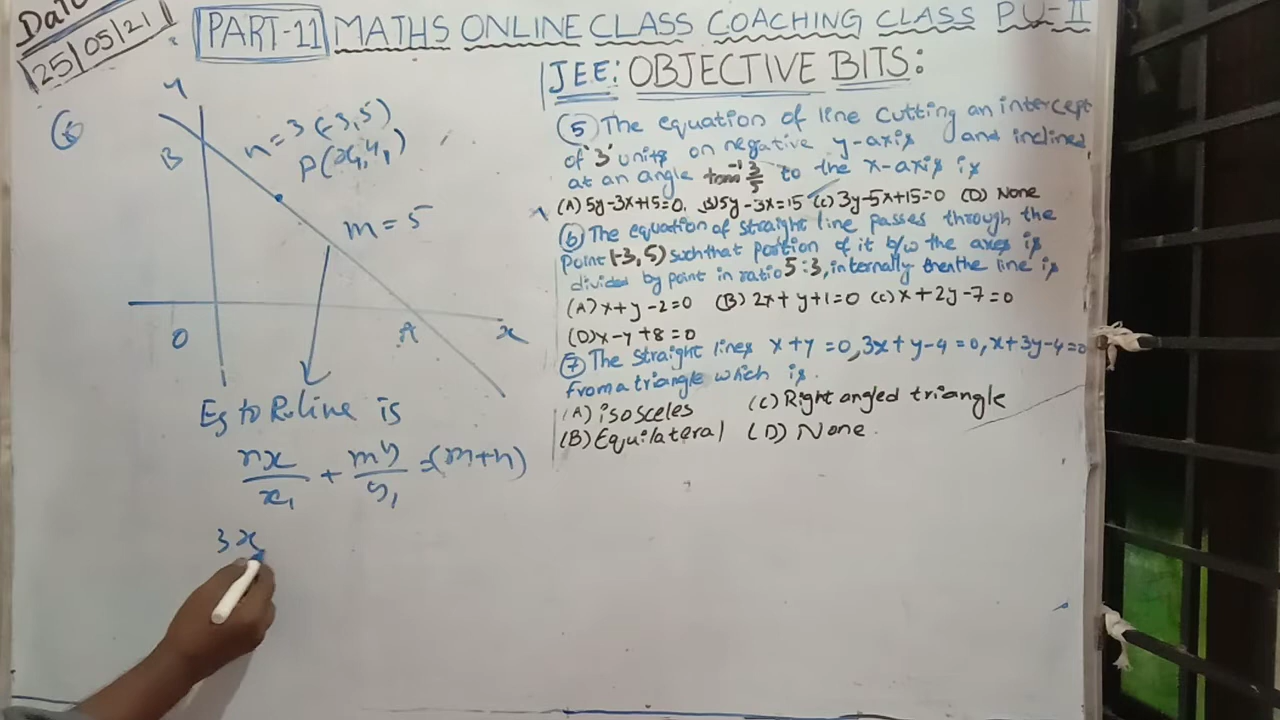 Date
25/05/21
PART-11 MATHS ONLINE CLASS COACHING CLASS PU-II
JEE: OBJECTIVE BITS:
(5) The equation of line cutting an intercept
of '3' units on negative y-axis and inclined
at an angle tan⁻¹ 3/5 to the x-axis is
(A) 5y-3x+15=0. (B) 5y-3x=15 (C) 3y-5x+15=0 (D) None
(6) The equation of straight line passes through the
point (-3, 5) such that portion of it b/w the axes is
divided by point in ratio 5:3, internally then the line is
(A) x+y-2=0 (B) 2x+y+1=0 (C) x+2y-7=0
(D) x-y+8=0
(7) The straight lines x+y=0, 3x+y-4=0, x+3y-4=0
from a triangle which is.
(A) isosceles (C) Right angled triangle
(B) Equilateral (D) None.
(6)
Y
n=3 (-3,5)
B P(x₁, y₁)
m=5
O A x
line is
nx/x₁ + my/y₁ =(m+n)
3x